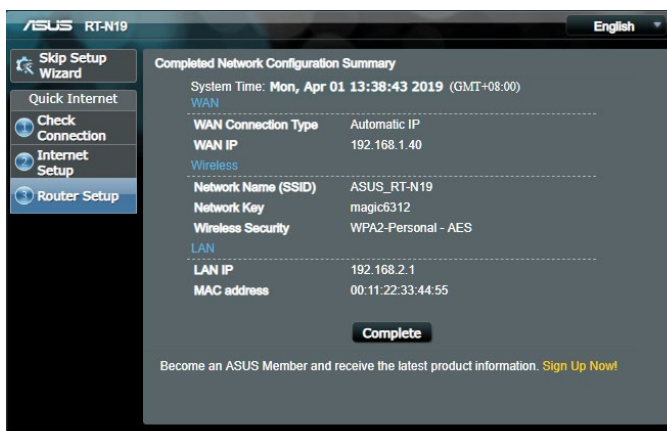 ASUS RT-N19
English
Skip Setup
Wizard
Quick Internet
1 Check
Connection
2 Internet
Setup
3 Router Setup
Completed Network Configuration Summary
System Time: Mon, Apr 01 13:38:43 2019 (GMT+08:00)
WAN
WAN Connection Type Automatic IP
WAN IP 192.168.1.40
Wireless
Network Name (SSID) ASUS_RT-N19
Network Key magic6312
Wireless Security WPA2-Personal - AES
LAN
LAN IP 192.168.2.1
MAC address 00:11:22:33:44:55
Complete
Become an ASUS Member and receive the latest product information. Sign Up Now!